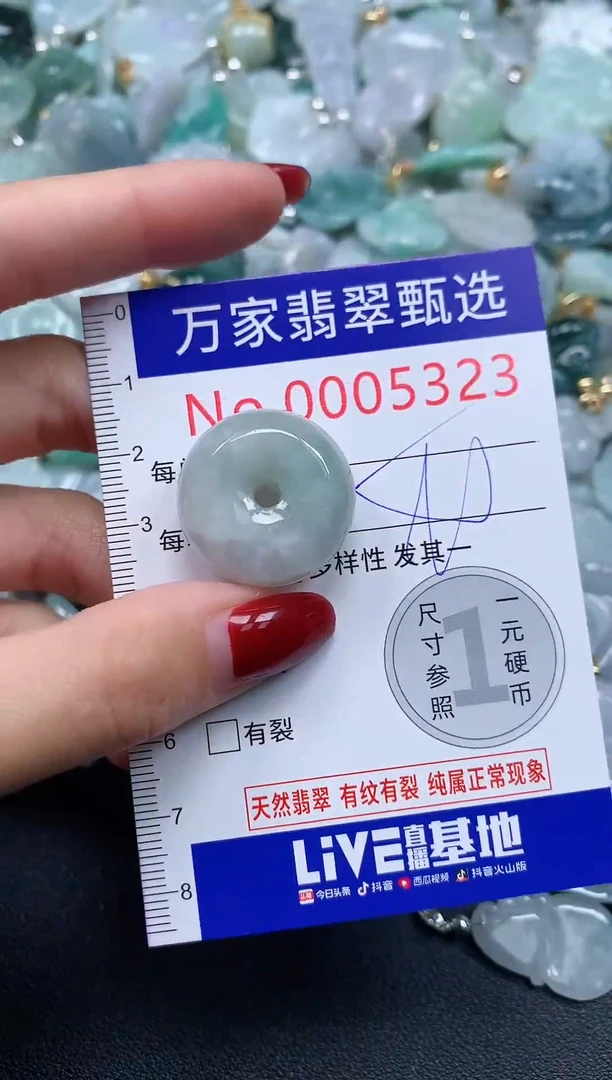 0
万家翡翠甄选
1
No 0005323
2
每
3
每
多样性 发其一
尺寸参照
1
一元硬币
6
有裂
7
天然翡翠 有纹有裂 纯属正常现象
8
LiVE直播基地
头条 今日头条 抖音 西瓜视频 抖音火山版